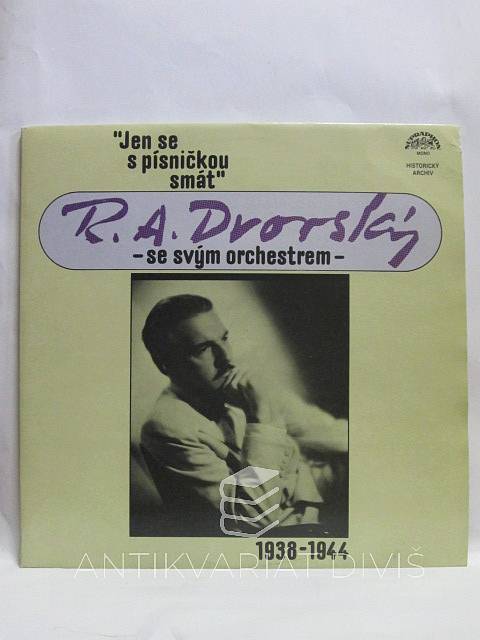 "Jen se
s písničkou
smát"
SUPRAPHON
MONO
HISTORICKÝ
ARCHIV
R.A.Dvorský
– se svým orchestrem –
1938-1944
ANTIKVARIÁT DIVIŠ